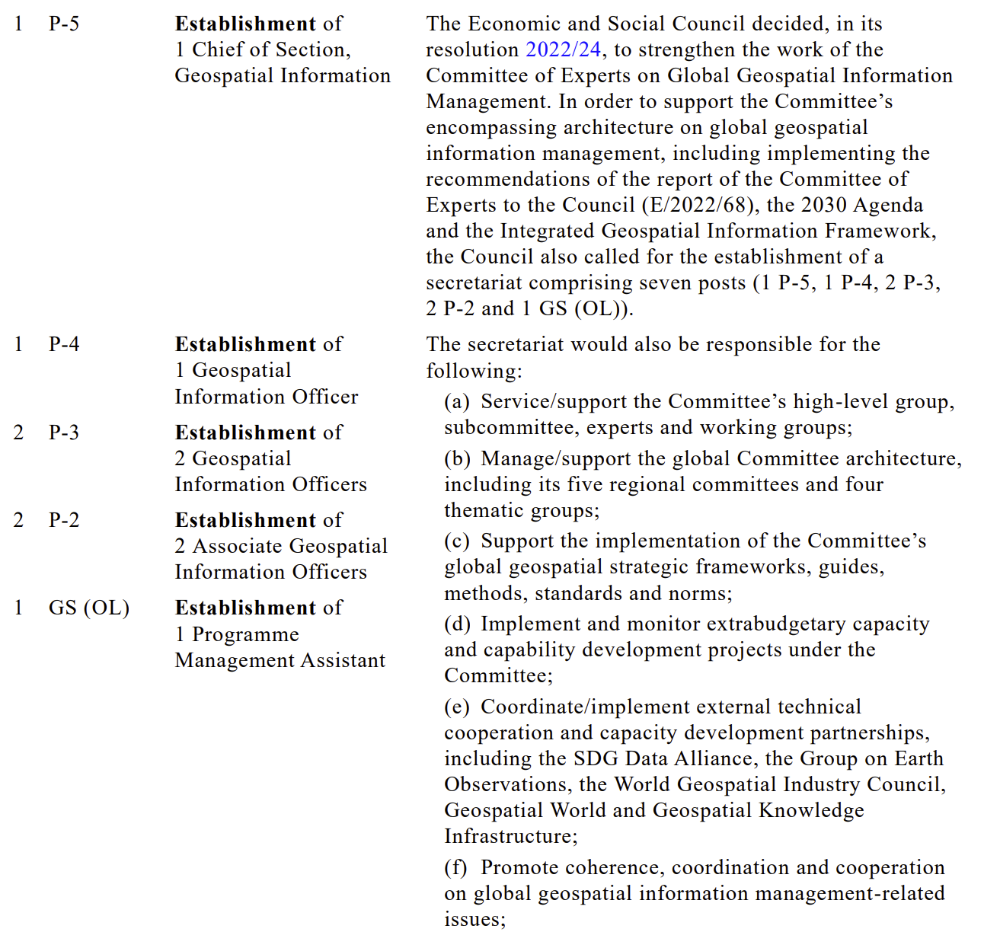 1 P-5 Establishment of
1 Chief of Section,
Geospatial Information
The Economic and Social Council decided, in its
resolution 2022/24, to strengthen the work of the
Committee of Experts on Global Geospatial Information
Management. In order to support the Committee’s
encompassing architecture on global geospatial
information management, including implementing the
recommendations of the report of the Committee of
Experts to the Council (E/2022/68), the 2030 Agenda
and the Integrated Geospatial Information Framework,
the Council also called for the establishment of a
secretariat comprising seven posts (1 P-5, 1 P-4, 2 P-3,
2 P-2 and 1 GS (OL)).
1 P-4 Establishment of
1 Geospatial
Information Officer
2 P-3 Establishment of
2 Geospatial
Information Officers
2 P-2 Establishment of
2 Associate Geospatial
Information Officers
1 GS (OL) Establishment of
1 Programme
Management Assistant
The secretariat would also be responsible for the
following:
(a) Service/support the Committee’s high-level group,
subcommittee, experts and working groups;
(b) Manage/support the global Committee architecture,
including its five regional committees and four
thematic groups;
(c) Support the implementation of the Committee’s
global geospatial strategic frameworks, guides,
methods, standards and norms;
(d) Implement and monitor extrabudgetary capacity
and capability development projects under the
Committee;
(e) Coordinate/implement external technical
cooperation and capacity development partnerships,
including the SDG Data Alliance, the Group on Earth
Observations, the World Geospatial Industry Council,
Geospatial World and Geospatial Knowledge
Infrastructure;
(f) Promote coherence, coordination and cooperation
on global geospatial information management-related
issues;